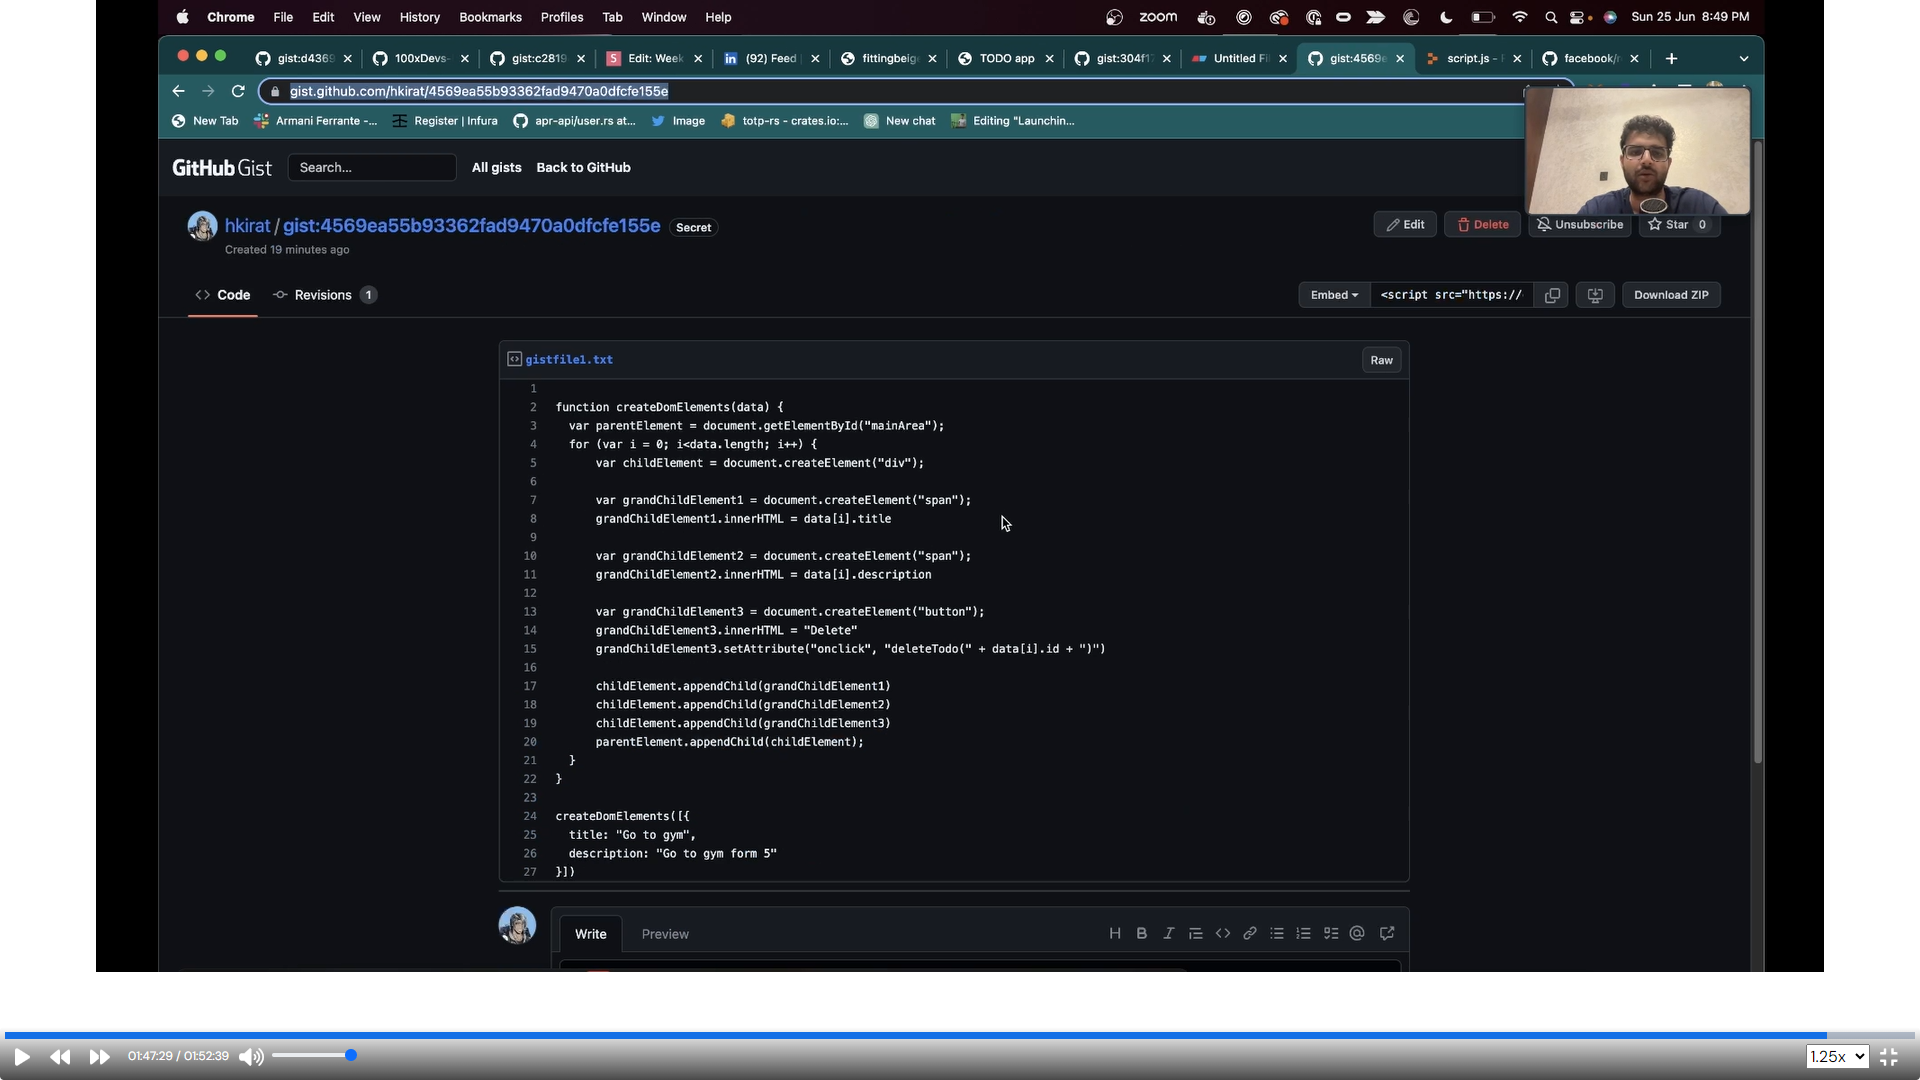 Chrome File Edit View History Bookmarks Profiles Tab Window Help zoom Sun 25 Jun 8:49 PM
gist:d4369 100xDevs- gist:c2819 Edit: Week (92) Feed fittingbeige TODO app gist:304f1 Untitled Fi gist:4569e script.js - facebook/r
gist.github.com/hkirat/4569ea55b93362fad9470a0dfcfe155e
New Tab Armani Ferrante -... Register | Infura apr-api/user.rs at... Image totp-rs - crates.io:... New chat Editing "Launchin...
GitHub Gist Search... All gists Back to GitHub
hkirat / gist:4569ea55b93362fad9470a0dfcfe155e Secret
Edit Delete Unsubscribe Star 0
Created 19 minutes ago
Code Revisions 1 Embed <script src="https:// Download ZIP
gistfile1.txt Raw
1
2 function createDomElements(data) {
3 var parentElement = document.getElementById("mainArea");
4 for (var i = 0; i<data.length; i++) {
5 var childElement = document.createElement("div");
6
7 var grandChildElement1 = document.createElement("span");
8 grandChildElement1.innerHTML = data[i].title
9
10 var grandChildElement2 = document.createElement("span");
11 grandChildElement2.innerHTML = data[i].description
12
13 var grandChildElement3 = document.createElement("button");
14 grandChildElement3.innerHTML = "Delete"
15 grandChildElement3.setAttribute("onclick", "deleteTodo(" + data[i].id + ")")
16
17 childElement.appendChild(grandChildElement1)
18 childElement.appendChild(grandChildElement2)
19 childElement.appendChild(grandChildElement3)
20 parentElement.appendChild(childElement);
21 }
22 }
23
24 createDomElements([{
25 title: "Go to gym",
26 description: "Go to gym form 5"
27 }])
Write Preview
01:47:29 / 01:52:39 1.25x